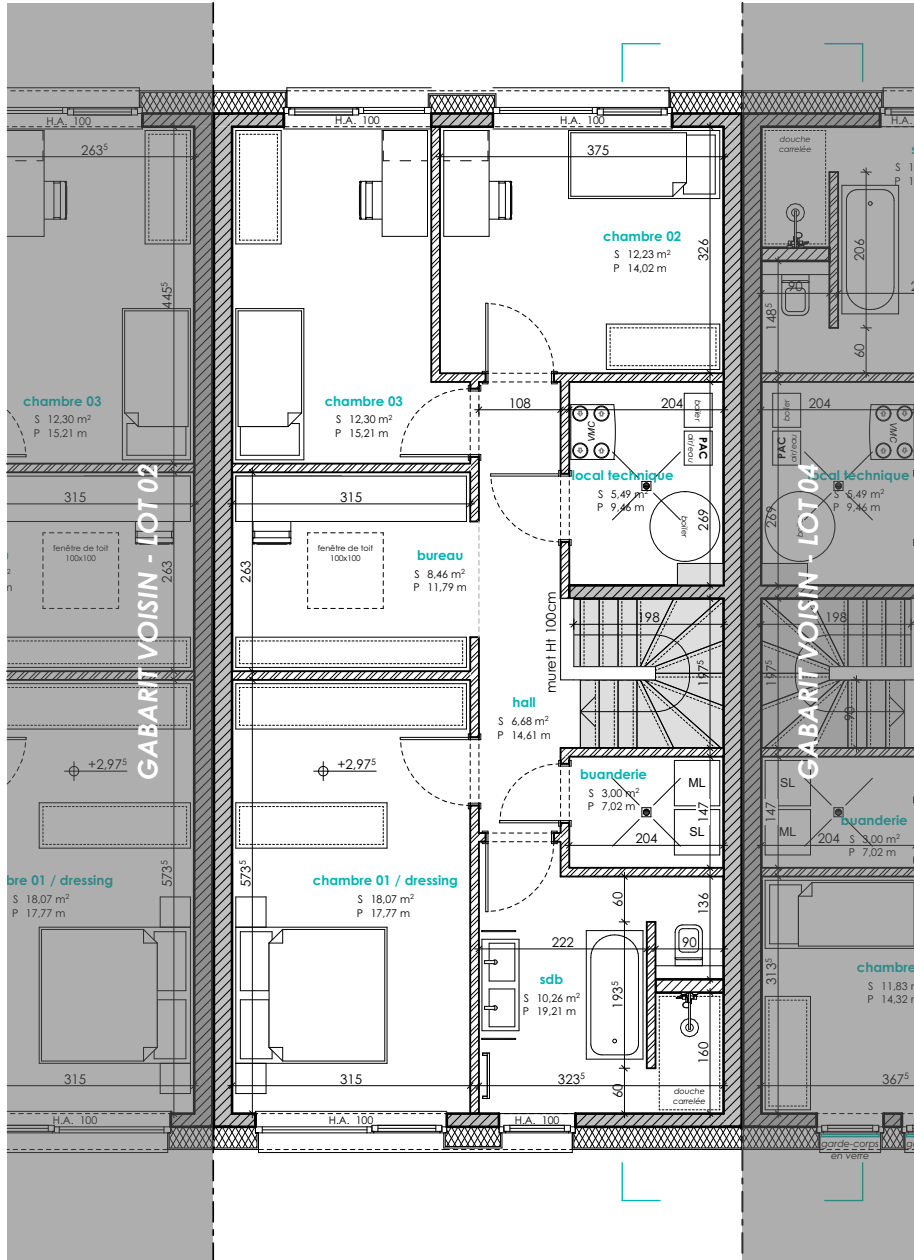 H.A. 100
H.A. 100
H.A. 100
H.A.
263⁵
375
douche
carrelée
chambre 02
S 12,23 m²
P 14,02 m
326
206
90
148⁵
60
445⁵
chambre 03
S 12,30 m²
P 15,21 m
chambre 03
S 12,30 m²
P 15,21 m
108
204
boiler
VMC
PAC
air/eau
204
boiler
PAC
air/eau
VMC
local technique
S 5,49 m²
P 9,46 m
269
boiler
local technique
S 5,49 m²
P 9,46 m
269
boiler
GABARIT VOISIN - LOT 02
GABARIT VOISIN - LOT 04
315
315
fenêtre de toit
100x100
263
fenêtre de toit
100x100
263
bureau
S 8,46 m²
P 11,79 m
muret Ht 100cm
198
197⁵
198
197⁵
90
hall
S 6,68 m²
P 14,61 m
+2,97⁵
+2,97⁵
buanderie
S 3,00 m²
P 7,02 m
ML
SL
147
204
SL
ML
147
204
buanderie
S 3,00 m²
P 7,02 m
573⁵
573⁵
bre 01 / dressing
S 18,07 m²
P 17,77 m
chambre 01 / dressing
S 18,07 m²
P 17,77 m
60
136
222
90
sdb
S 10,26 m²
P 19,21 m
193⁵
160
60
douche
carrelée
313⁵
chambre
S 11,83 m
P 14,32 m
315
315
323⁵
367⁵
H.A. 100
H.A. 100
H.A. 100
garde-corps
en verre